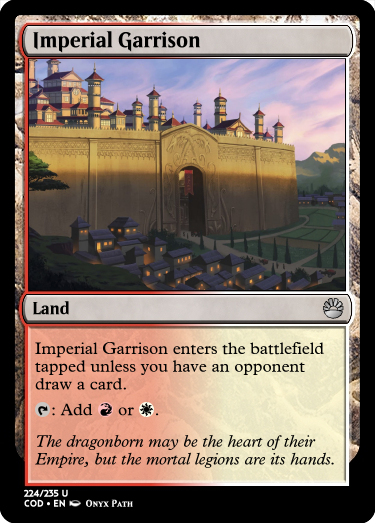 Imperial Garrison
Land
Imperial Garrison enters the battlefield
tapped unless you have an opponent
draw a card.
: Add or .
The dragonborn may be the heart of their
Empire, but the mortal legions are its hands.
224/235 U
COD • EN Onyx Path